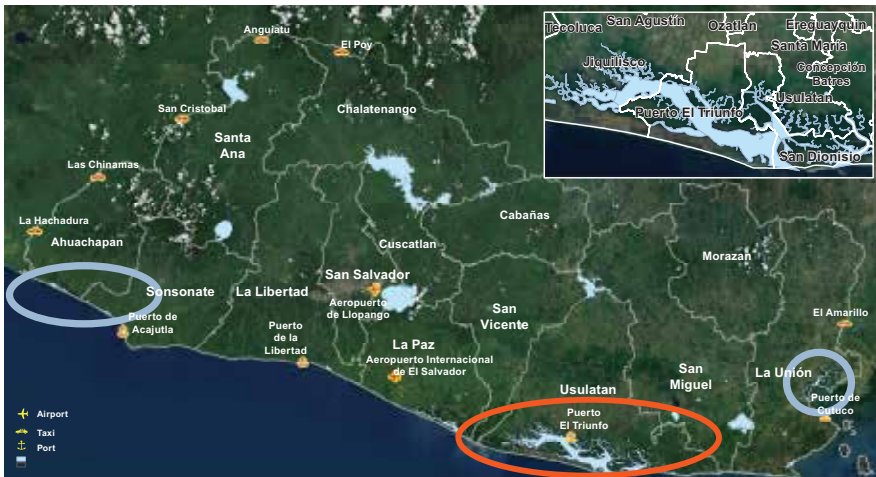 Anguiatu
El Poy
San Cristobal
Chalatenango
Santa
Ana
Las Chinamas
La Hachadura
Ahuachapan
Cabañas
Cuscatlan
Morazan
San Salvador
Sonsonate
La Libertad
Aeropuerto
de Llopango
Puerto de
Acajutla
Puerto
de la
Libertad
San
Vicente
El Amarillo
La Paz
Aeropuerto Internacional
de El Salvador
San
Miguel
La Unión
Usulatan
Puerto de
Cutuco
Puerto
El Triunfo
Airport
Taxi
Port
Tecoluca
San Agustín
Ozatlán
Ereguayquin
Santa María
Jiquilisco
Concepción
Batres
Usulatan
Puerto El Triunfo
San Dionisio